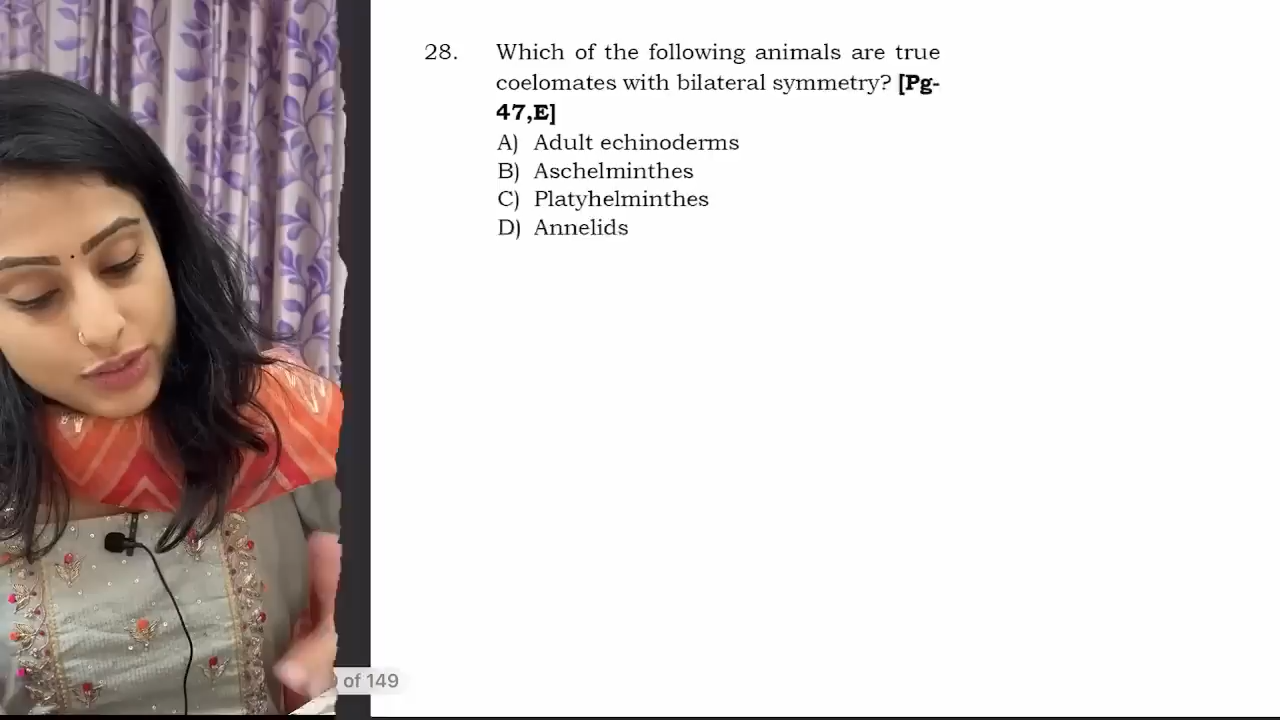 28. Which of the following animals are true
coelomates with bilateral symmetry? [Pg-
47,E]
A) Adult echinoderms
B) Aschelminthes
C) Platyhelminthes
D) Annelids
of 149